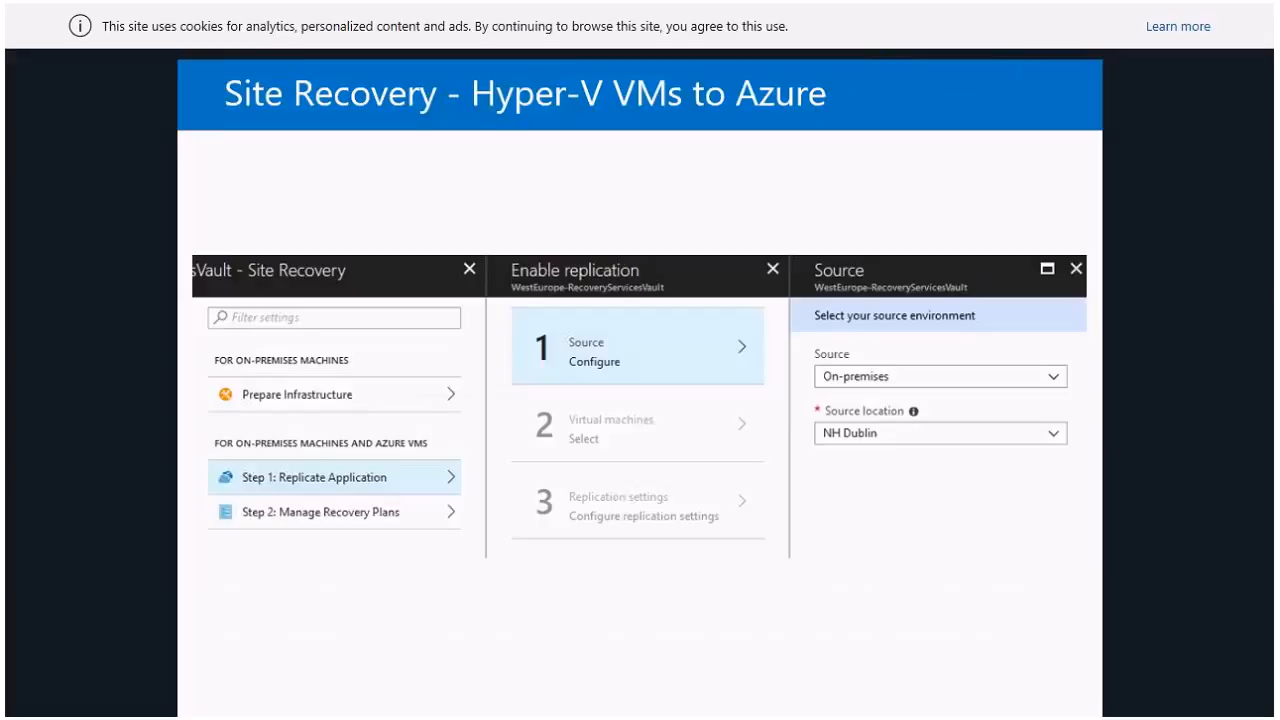 This site uses cookies for analytics, personalized content and ads. By continuing to browse this site, you agree to this use.
Learn more
Site Recovery - Hyper-V VMs to Azure
sVault - Site Recovery
Filter settings
FOR ON-PREMISES MACHINES
Prepare Infrastructure
FOR ON-PREMISES MACHINES AND AZURE VMS
Step 1: Replicate Application
Step 2: Manage Recovery Plans
Enable replication
WestEurope-RecoveryServicesVault
1 Source
Configure
2 Virtual machines
Select
3 Replication settings
Configure replication settings
Source
WestEurope-RecoveryServicesVault
Select your source environment
Source
On-premises
* Source location
NH Dublin